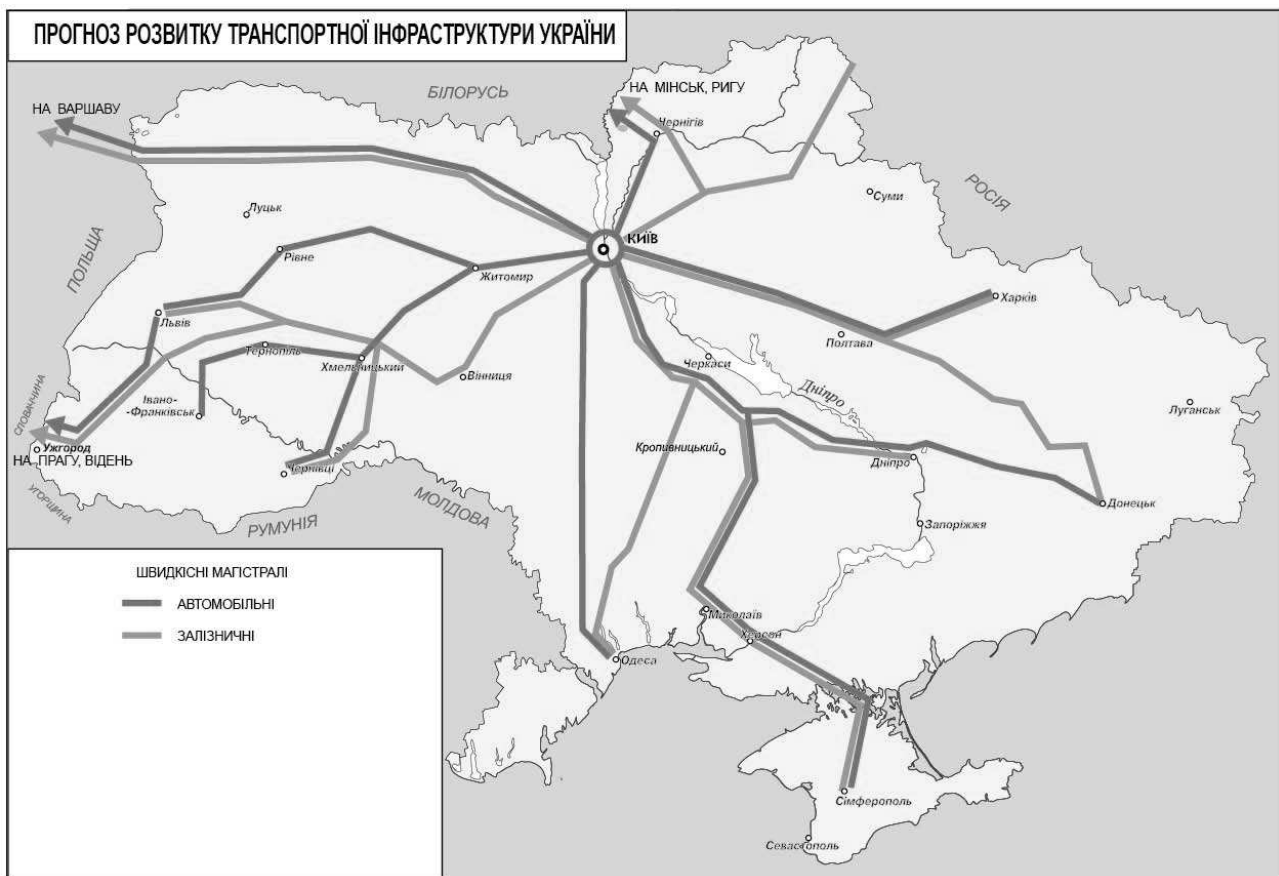 ПРОГНОЗ РОЗВИТКУ ТРАНСПОРТНОЇ ІНФРАСТРУКТУРИ УКРАЇНИ
НА ВАРШАВУ
БІЛОРУСЬ
НА МІНСЬК, РИГУ
Чернігів
Суми
РОСІЯ
Луцьк
ПОЛЬЩА
Рівне
Житомир
КИЇВ
Харків
Львів
Полтава
Тернопіль
Хмельницький
Вінниця
Черкаси
Дніпро
Луганськ
Івано-
-Франківськ
СЛОВАЧЧИНА
Ужгород
НА ПРАГУ, ВІДЕНЬ
Чернівці
Кропивницький
Дніпро
Донецьк
УГОРЩИНА
РУМУНІЯ
МОЛДОВА
Запоріжжя
ШВИДКІСНІ МАГІСТРАЛІ
АВТОМОБІЛЬНІ
ЗАЛІЗНИЧНІ
Миколаїв
Херсон
Одеса
Сімферополь
Севастополь